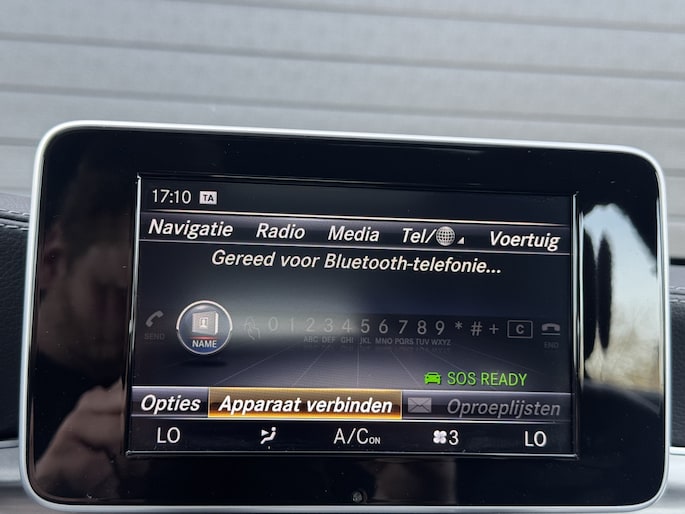 17:10 TA
Navigatie Radio Media Tel/ Voertuig
Gereed voor Bluetooth-telefonie...
NAME 0 1 2 3 4 5 6 7 8 9 * # + C
SEND ABC DEF GHI JKL MNO PQRS TUV WXYZ END
SOS READY
Opties Apparaat verbinden Oproeplijsten
LO A/C ON 3 LO